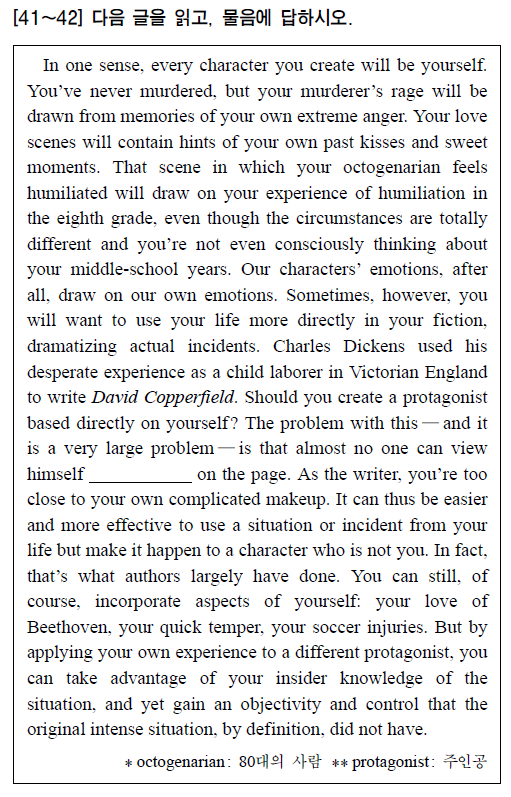 [41~42] 다음 글을 읽고, 물음에 답하시오.
In one sense, every character you create will be yourself.
You've never murdered, but your murderer's rage will be
drawn from memories of your own extreme anger. Your love
scenes will contain hints of your own past kisses and sweet
moments. That scene in which your octogenarian feels
humiliated will draw on your experience of humiliation in
the eighth grade, even though the circumstances are totally
different and you're not even consciously thinking about
your middle-school years. Our characters' emotions, after
all, draw on our own emotions. Sometimes, however, you
will want to use your life more directly in your fiction,
dramatizing actual incidents. Charles Dickens used his
desperate experience as a child laborer in Victorian England
to write David Copperfield. Should you create a protagonist
based directly on yourself? The problem with this — and it
is a very large problem — is that almost no one can view
himself ___________ on the page. As the writer, you're too
close to your own complicated makeup. It can thus be easier
and more effective to use a situation or incident from your
life but make it happen to a character who is not you. In fact,
that's what authors largely have done. You can still, of
course, incorporate aspects of yourself: your love of
Beethoven, your quick temper, your soccer injuries. But by
applying your own experience to a different protagonist, you
can take advantage of your insider knowledge of the
situation, and yet gain an objectivity and control that the
original intense situation, by definition, did not have.
* octogenarian: 80대의 사람 ** protagonist: 주인공